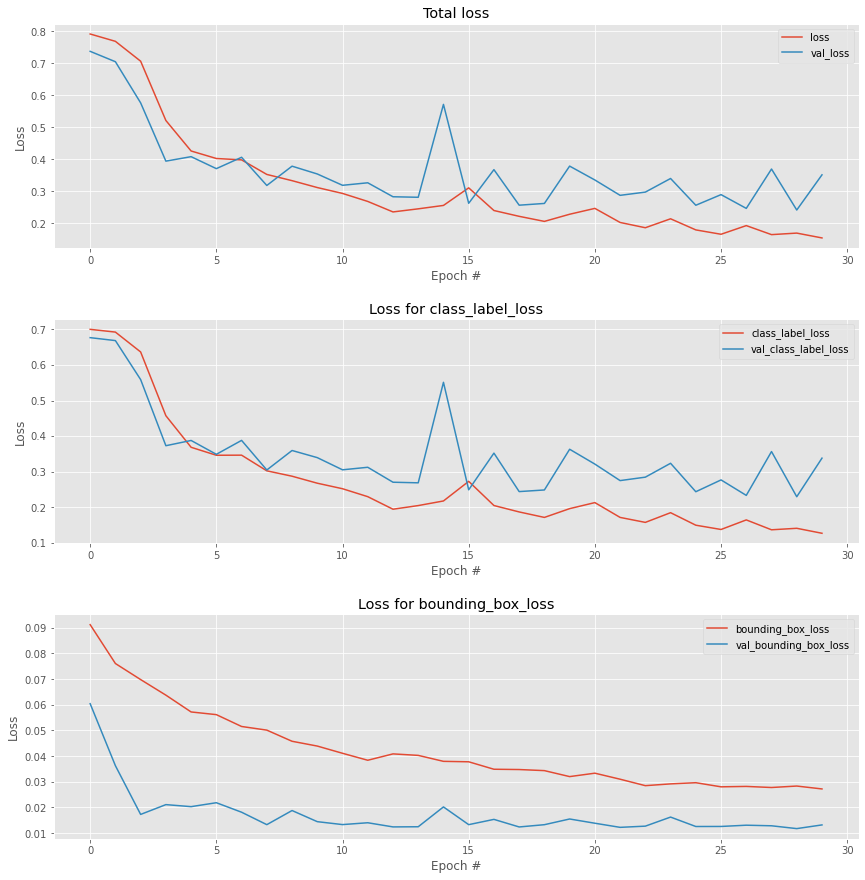 Total loss
loss
val_loss
0.8
0.7
0.6
0.5
0.4
0.3
0.2
Loss
0 5 10 15 20 25 30
Epoch #
Loss for class_label_loss
class_label_loss
val_class_label_loss
0.7
0.6
0.5
0.4
0.3
0.2
0.1
Loss
0 5 10 15 20 25 30
Epoch #
Loss for bounding_box_loss
bounding_box_loss
val_bounding_box_loss
0.09
0.08
0.07
0.06
0.05
0.04
0.03
0.02
0.01
Loss
0 5 10 15 20 25 30
Epoch #